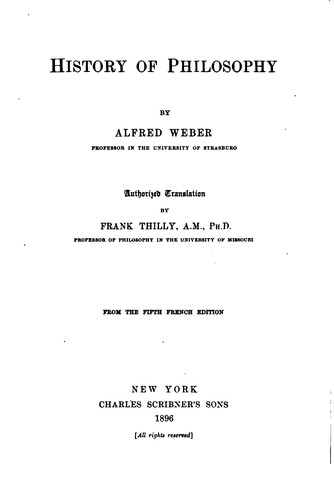 HISTORY OF PHILOSOPHY
BY
ALFRED WEBER
PROFESSOR IN THE UNIVERSITY OF STRASBURG
Authorized Translation
BY
FRANK THILLY, A.M., PH.D.
PROFESSOR OF PHILOSOPHY IN THE UNIVERSITY OF MISSOURI
FROM THE FIFTH FRENCH EDITION
NEW YORK
CHARLES SCRIBNER'S SONS
1896
[All rights reserved]